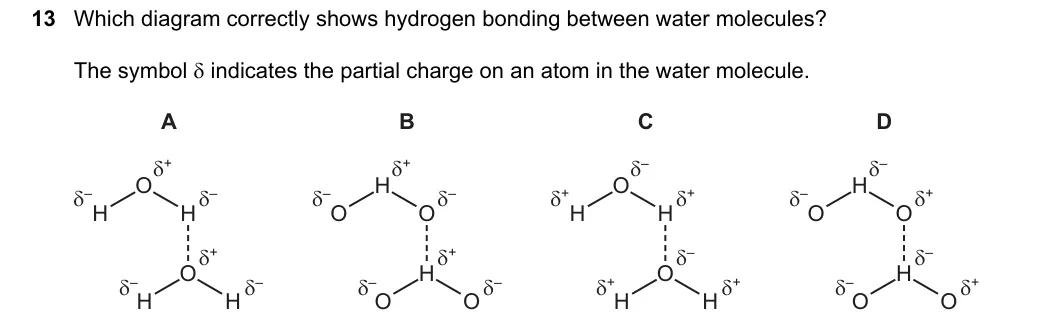 13 Which diagram correctly shows hydrogen bonding between water molecules?
The symbol δ indicates the partial charge on an atom in the water molecule.
A B C D
δ+ δ+ δ– δ–
O H O H
δ– δ– δ– δ– δ+ δ+ δ– δ+
H H O O H H O O
δ+ δ+ δ– δ–
O H O H
δ– δ– δ– δ– δ+ δ+ δ– δ+
H H O O H H O O